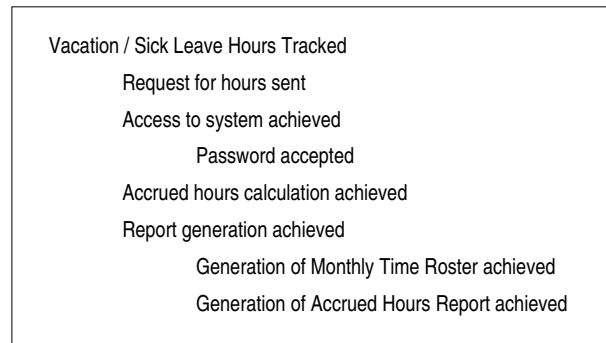 Vacation / Sick Leave Hours Tracked
Request for hours sent
Access to system achieved
Password accepted
Accrued hours calculation achieved
Report generation achieved
Generation of Monthly Time Roster achieved
Generation of Accrued Hours Report achieved